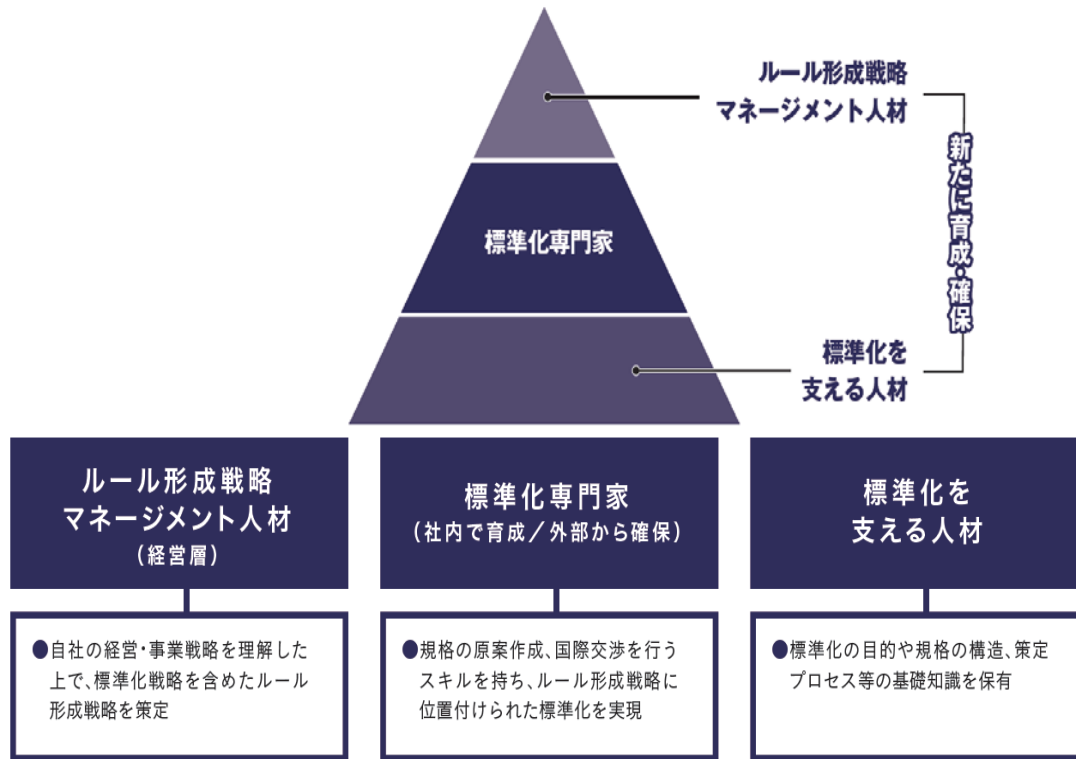 ルール形成戦略
マネージメント人材
新たに育成・確保
標準化専門家
標準化を
支える人材
ルール形成戦略
マネージメント人材
（経営層）
標準化専門家
（社内で育成／外部から確保）
標準化を
支える人材
●自社の経営・事業戦略を理解した
上で、標準化戦略を含めたルール
形成戦略を策定
●規格の原案作成、国際交渉を行う
スキルを持ち、ルール形成戦略に
位置付けられた標準化を実現
●標準化の目的や規格の構造、策定
プロセス等の基礎知識を保有